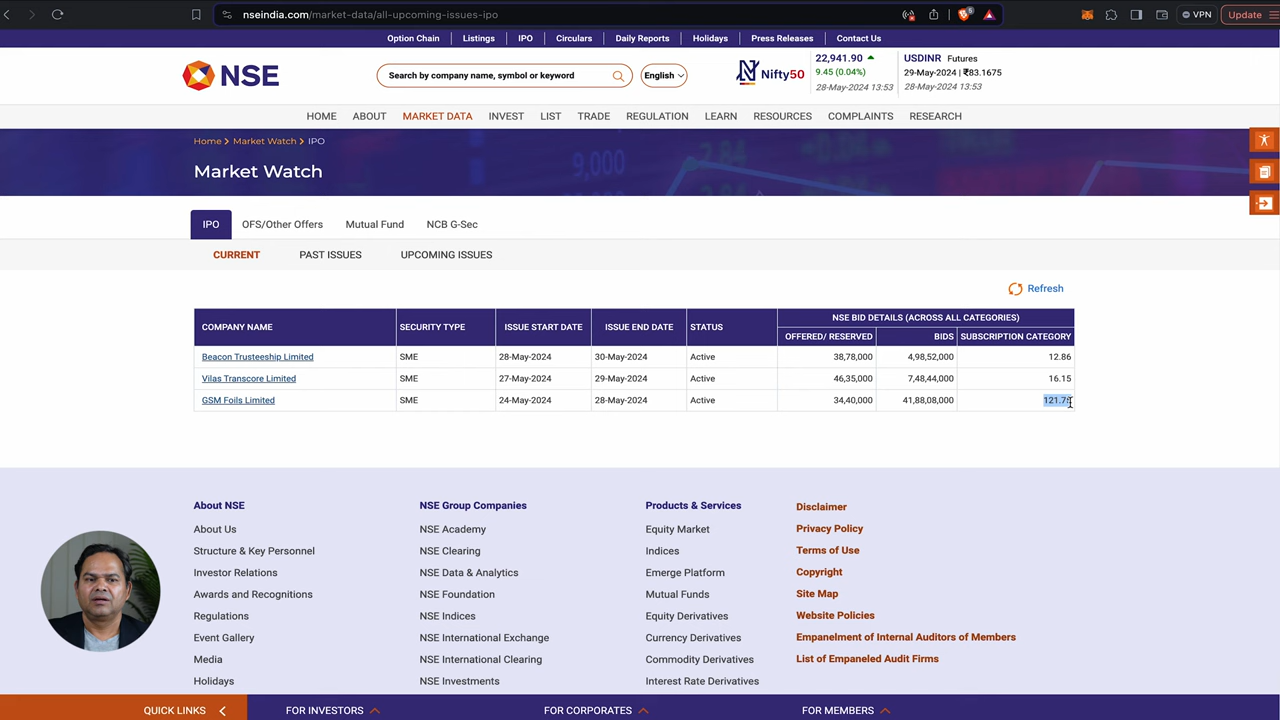 nseindia.com/market-data/all-upcoming-issues-ipo
5
VPN
Update
Option Chain
Listings
IPO
Circulars
Daily Reports
Holidays
Press Releases
Contact Us
NSE
Search by company name, symbol or keyword
English
Nifty50
22,941.90
9.45 (0.04%)
28-May-2024 13:53
USDINR Futures
29-May-2024 | ₹83.1675
28-May-2024 13:53
HOME
ABOUT
MARKET DATA
INVEST
LIST
TRADE
REGULATION
LEARN
RESOURCES
COMPLAINTS
RESEARCH
Home > Market Watch > IPO
9,000
2.84
Market Watch
IPO
OFS/Other Offers
Mutual Fund
NCB G-Sec
CURRENT
PAST ISSUES
UPCOMING ISSUES
Refresh
COMPANY NAME
SECURITY TYPE
ISSUE START DATE
ISSUE END DATE
STATUS
NSE BID DETAILS (ACROSS ALL CATEGORIES)
OFFERED/ RESERVED
BIDS
SUBSCRIPTION CATEGORY
Beacon Trusteeship Limited SME 28-May-2024 30-May-2024 Active 38,78,000 4,98,52,000 12.86
Vilas Transcore Limited SME 27-May-2024 29-May-2024 Active 46,35,000 7,48,44,000 16.15
GSM Foils Limited SME 24-May-2024 28-May-2024 Active 34,40,000 41,88,08,000
About NSE
About Us
Structure & Key Personnel
Investor Relations
Awards and Recognitions
Regulations
Event Gallery
Media
Holidays
NSE Group Companies
NSE Academy
NSE Clearing
NSE Data & Analytics
NSE Foundation
NSE Indices
NSE International Exchange
NSE International Clearing
NSE Investments
Products & Services
Equity Market
Indices
Emerge Platform
Mutual Funds
Equity Derivatives
Currency Derivatives
Commodity Derivatives
Interest Rate Derivatives
Disclaimer
Privacy Policy
Terms of Use
Copyright
Site Map
Website Policies
Empanelment of Internal Auditors of Members
List of Empaneled Audit Firms
QUICK LINKS
FOR INVESTORS
FOR CORPORATES
FOR MEMBERS